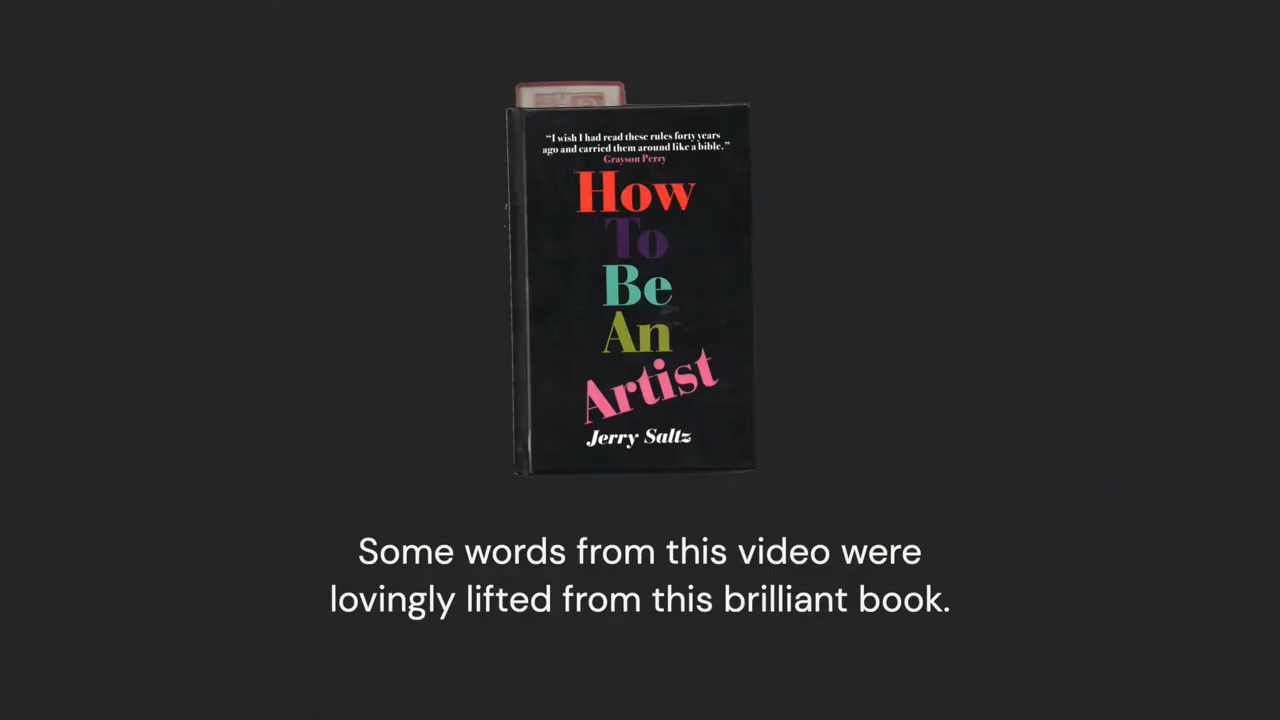 “I wish I had read these rules forty years
ago and carried them around like a bible.”
Grayson Perry
How
To
Be
An
Artist
Jerry Saltz
Some words from this video were
lovingly lifted from this brilliant book.